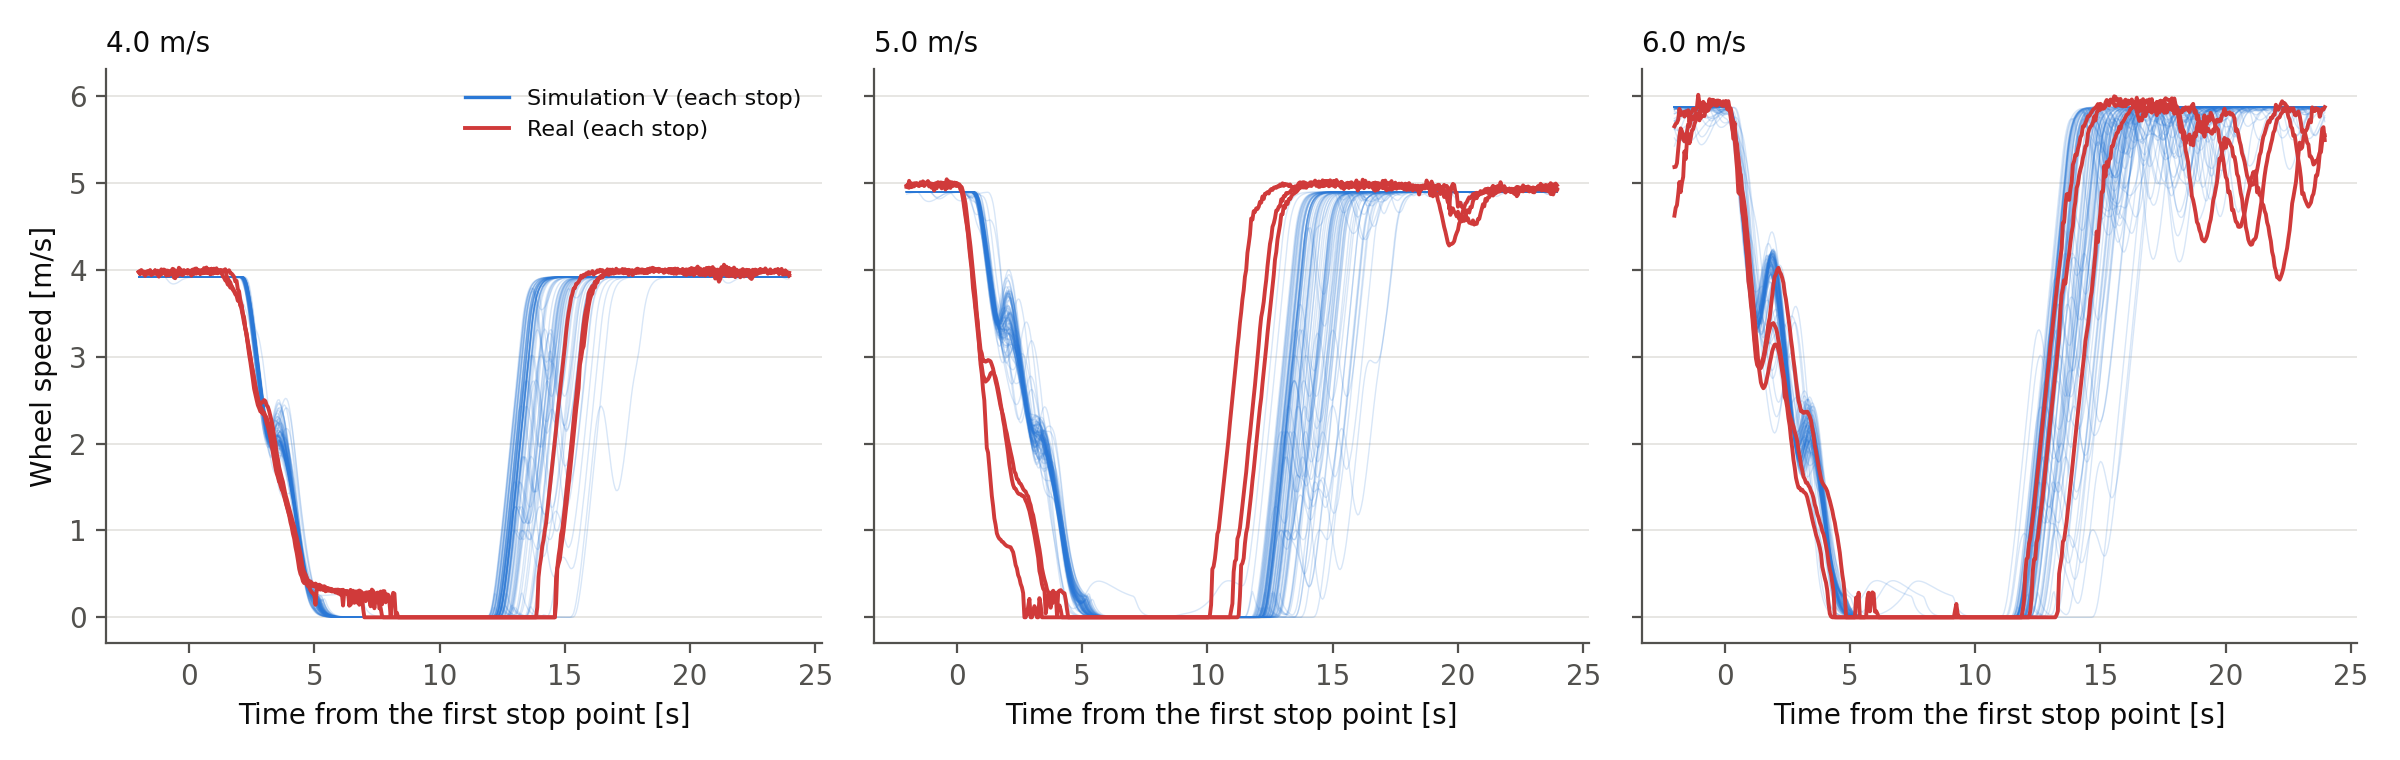 4.0 m/s
5.0 m/s
6.0 m/s
Simulation V (each stop)
Real (each stop)
Wheel speed [m/s]
6
5
4
3
2
1
0
0 5 10 15 20 25
0 5 10 15 20 25
0 5 10 15 20 25
Time from the first stop point [s]
Time from the first stop point [s]
Time from the first stop point [s]